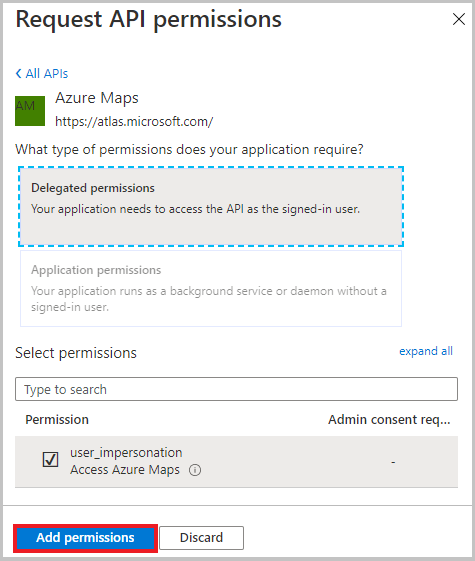 Request API permissions
All APIs
AM
Azure Maps
https://atlas.microsoft.com/
What type of permissions does your application require?
Delegated permissions
Your application needs to access the API as the signed-in user.
Application permissions
Your application runs as a background service or daemon without a
signed-in user.
Select permissions
expand all
Type to search
Permission
Admin consent req...
user_impersonation
Access Azure Maps
-
Add permissions
Discard